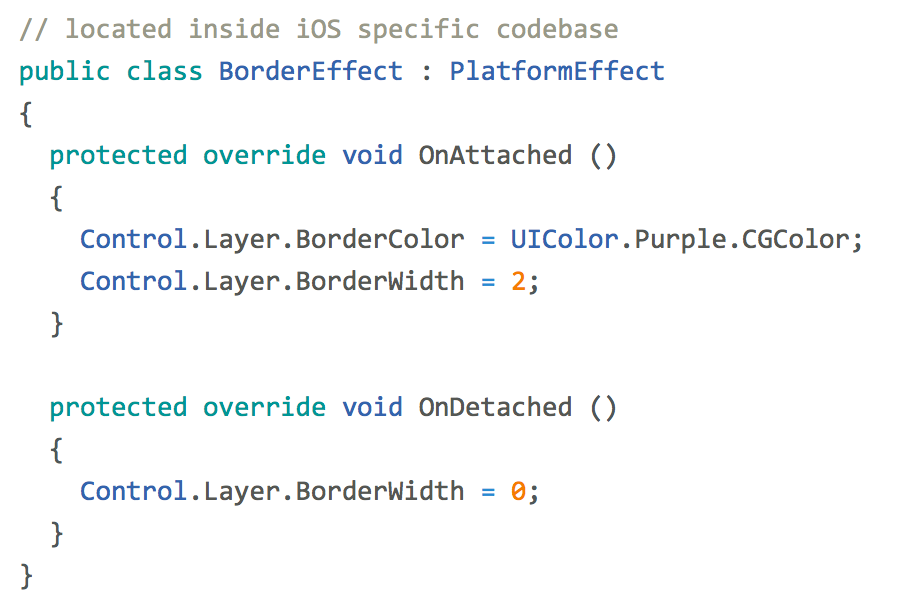 // located inside iOS specific codebase
public class BorderEffect : PlatformEffect
{
  protected override void OnAttached ()
  {
    Control.Layer.BorderColor = UIColor.Purple.CGColor;
    Control.Layer.BorderWidth = 2;
  }

  protected override void OnDetached ()
  {
    Control.Layer.BorderWidth = 0;
  }
}